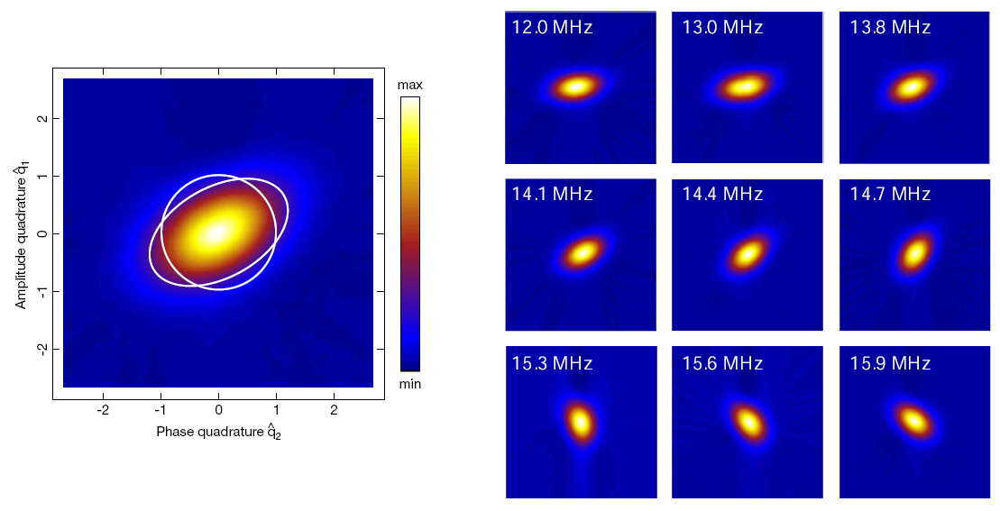 max
min
Amplitude quadrature q̂1
2
1
0
-1
-2
-2
-1
0
1
2
Phase quadrature q̂2
12.0 MHz
13.0 MHz
13.8 MHz
14.1 MHz
14.4 MHz
14.7 MHz
15.3 MHz
15.6 MHz
15.9 MHz